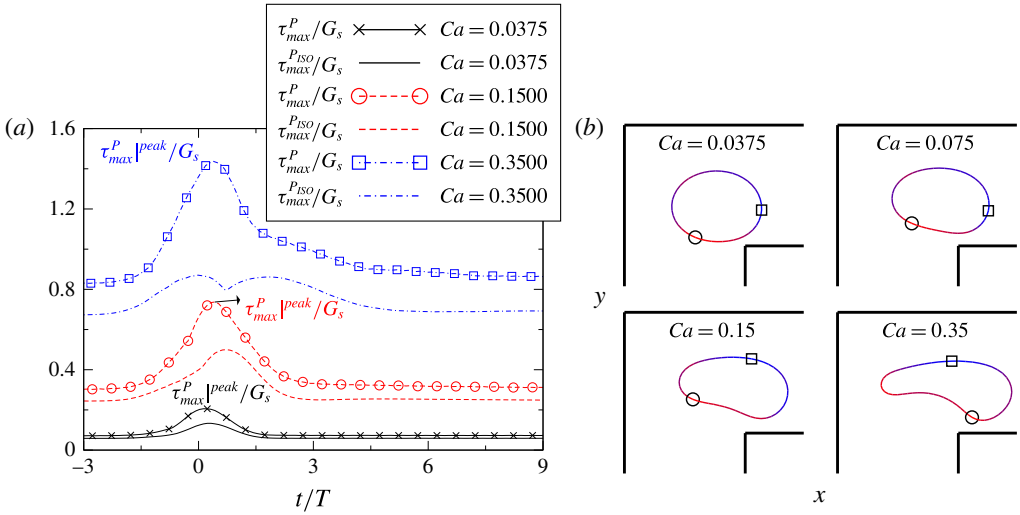 τ^P_max/G_s Ca = 0.0375
τ^{P_ISO}_max/G_s Ca = 0.0375
τ^P_max/G_s Ca = 0.1500
τ^{P_ISO}_max/G_s Ca = 0.1500
τ^P_max/G_s Ca = 0.3500
τ^{P_ISO}_max/G_s Ca = 0.3500
(a)
1.6
1.2
0.8
0.4
0
τ^P_max|^peak/G_s
τ^P_max|^peak/G_s
τ^P_max|^peak/G_s
−3 0 3 6 9
t/T
(b)
Ca = 0.0375
Ca = 0.075
Ca = 0.15
Ca = 0.35
y
x